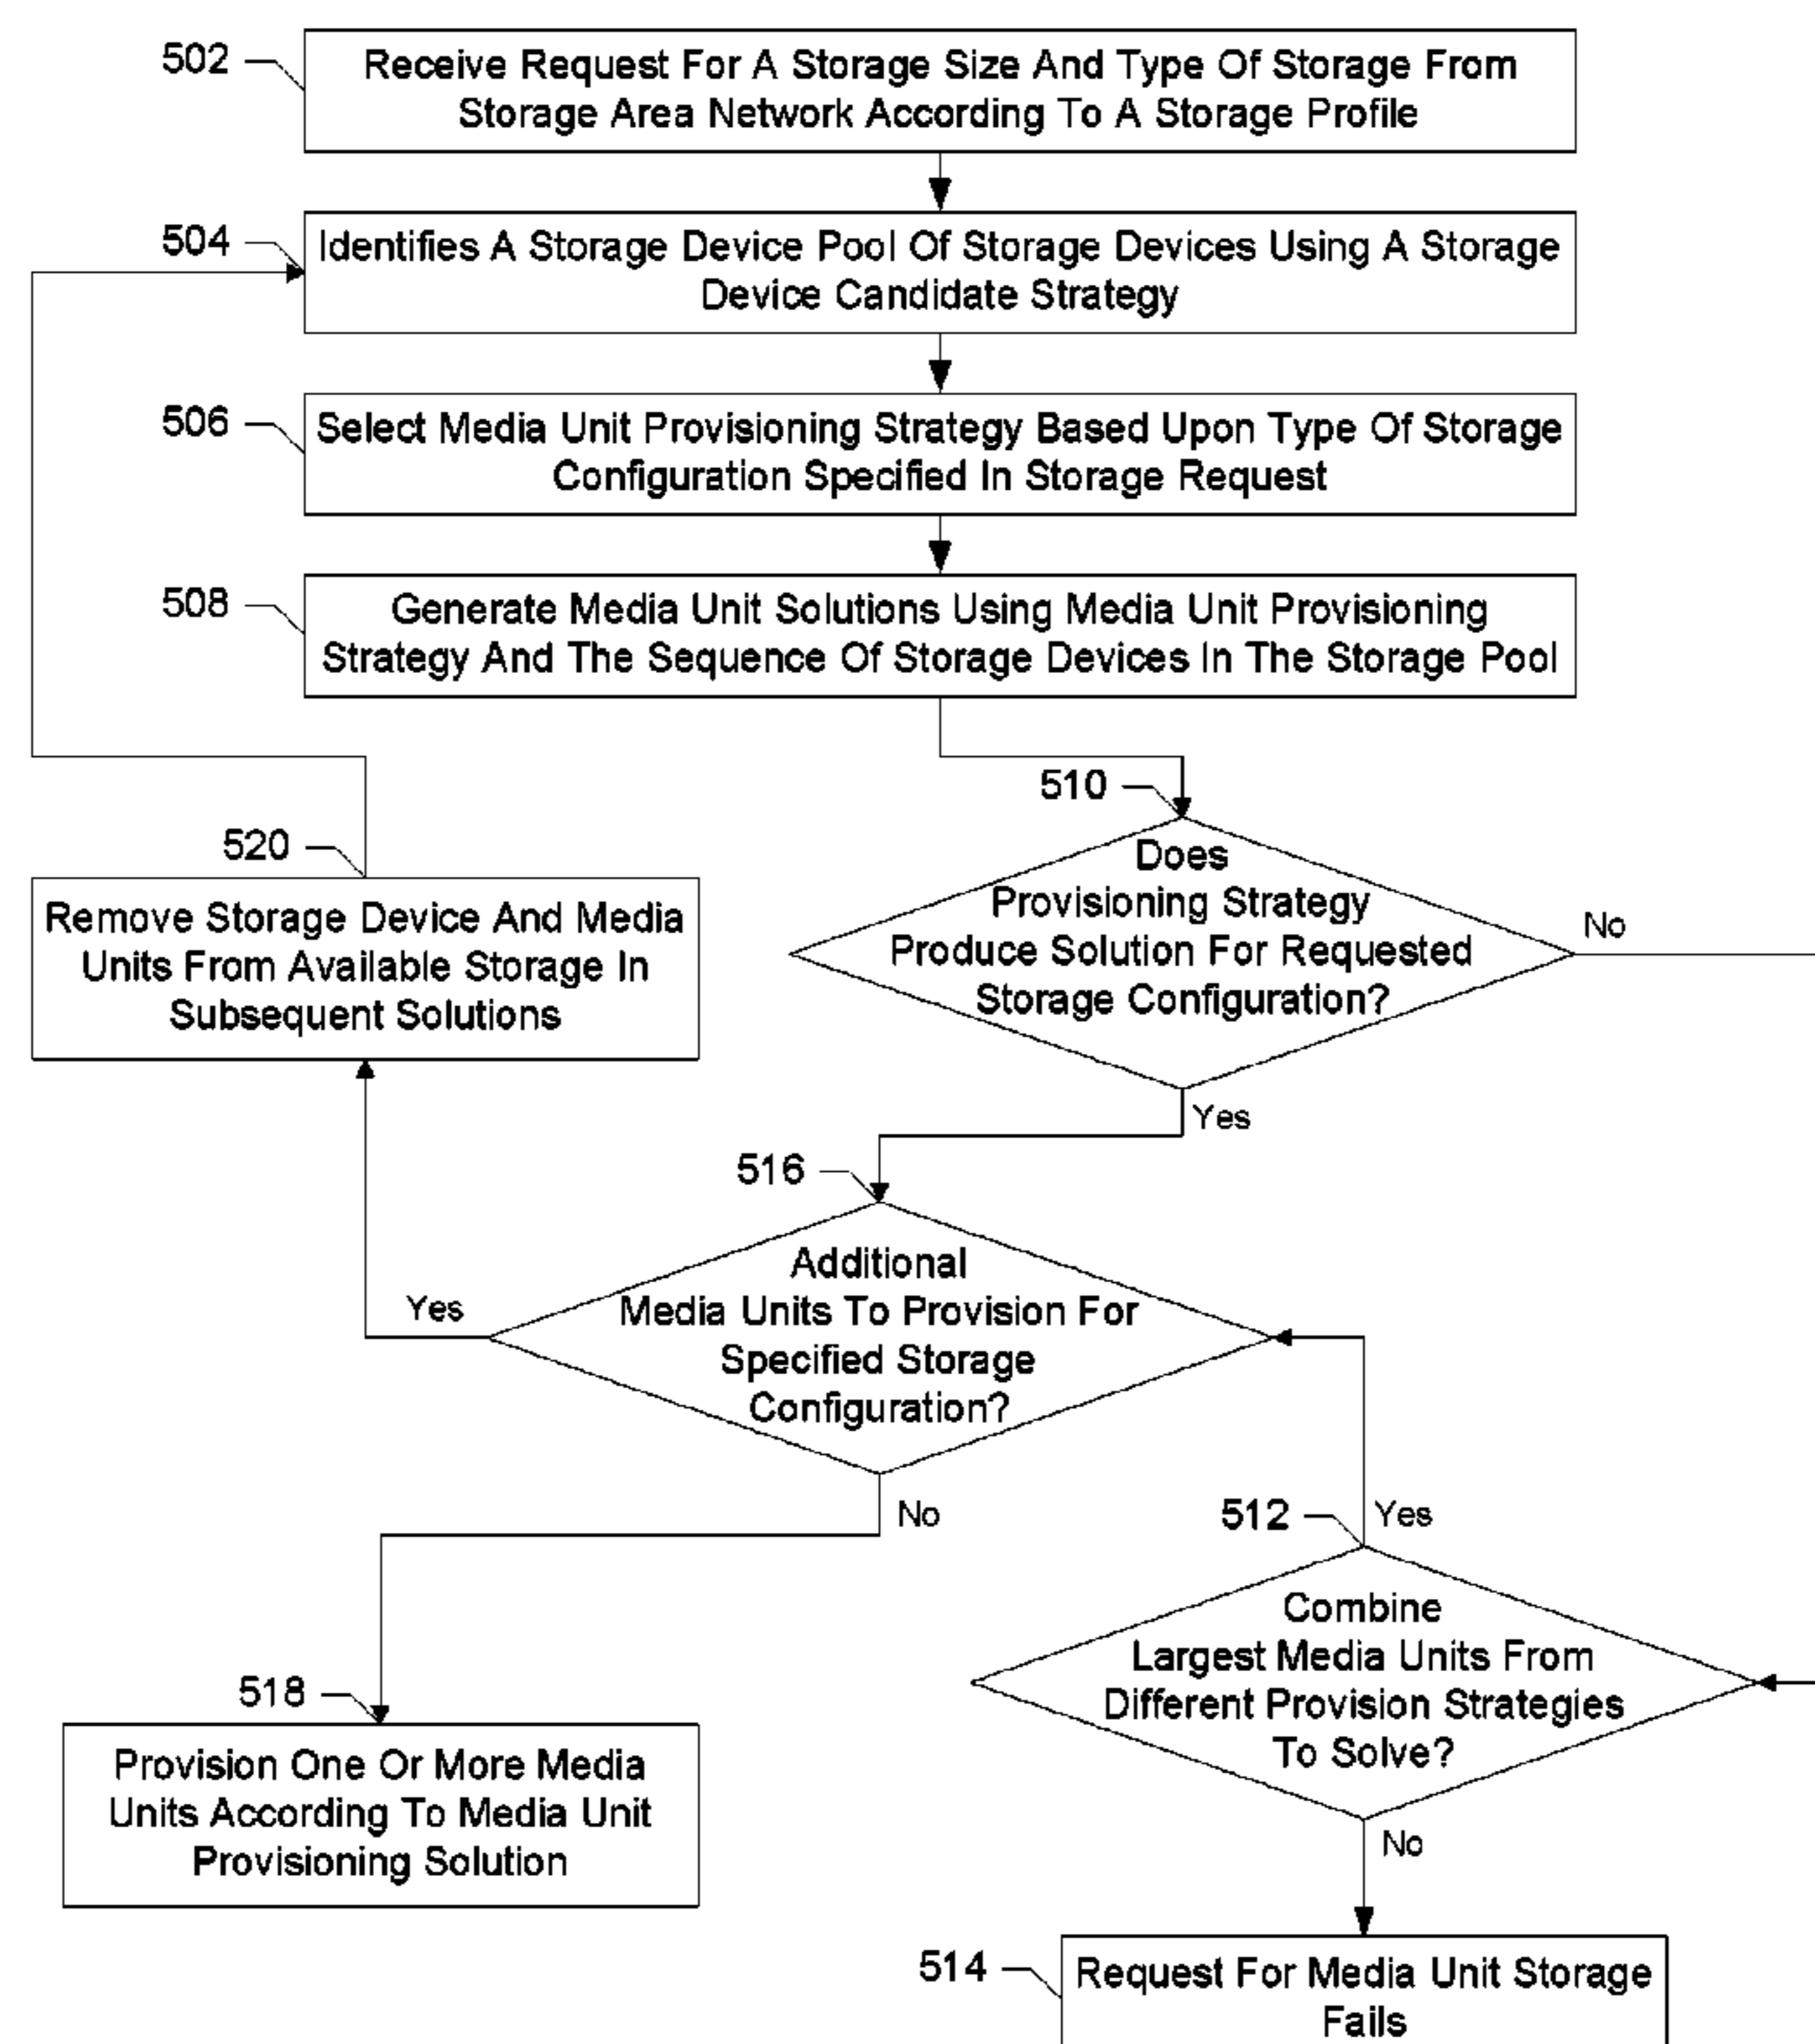 502
Receive Request For A Storage Size And Type Of Storage From
Storage Area Network According To A Storage Profile
504
Identifies A Storage Device Pool Of Storage Devices Using A Storage
Device Candidate Strategy
506
Select Media Unit Provisioning Strategy Based Upon Type Of Storage
Configuration Specified In Storage Request
508
Generate Media Unit Solutions Using Media Unit Provisioning
Strategy And The Sequence Of Storage Devices In The Storage Pool
510
Does
Provisioning Strategy
Produce Solution For Requested
Storage Configuration?
No
Yes
520
Remove Storage Device And Media
Units From Available Storage In
Subsequent Solutions
516
Additional
Media Units To Provision For
Specified Storage
Configuration?
Yes
No
512
Yes
Combine
Largest Media Units From
Different Provision Strategies
To Solve?
No
518
Provision One Or More Media
Units According To Media Unit
Provisioning Solution
514
Request For Media Unit Storage
Fails